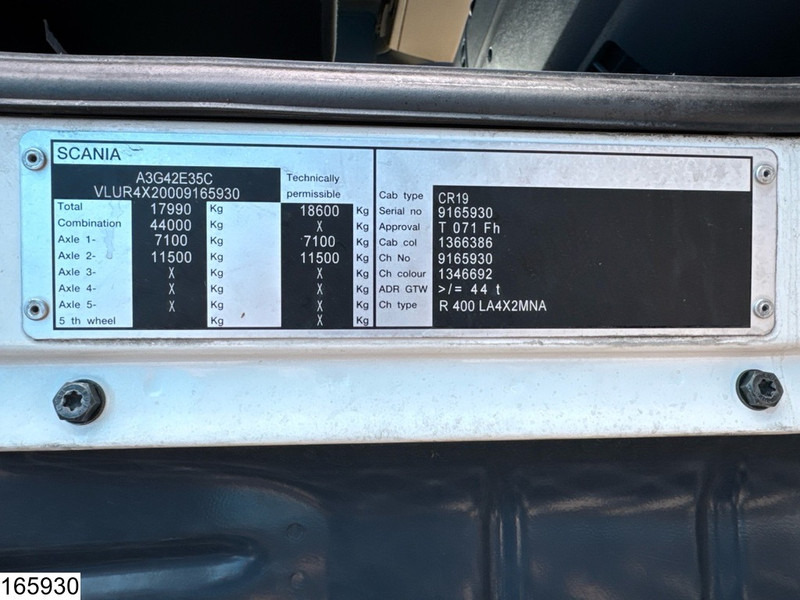 SCANIA
A3G42E35C
VLUR4X20009165930
Technically
permissible
Total 17990 Kg 18600 Kg
Combination 44000 Kg X Kg
Axle 1- 7100 Kg 7100 Kg
Axle 2- 11500 Kg 11500 Kg
Axle 3- X Kg X Kg
Axle 4- X Kg X Kg
Axle 5- X Kg X Kg
5 th wheel Kg X Kg
Cab type CR19
Serial no 9165930
Approval T 071 Fh
Cab col 1366386
Ch No 9165930
Ch colour 1346692
ADR GTW >/= 44 t
Ch type R 400 LA4X2MNA
165930